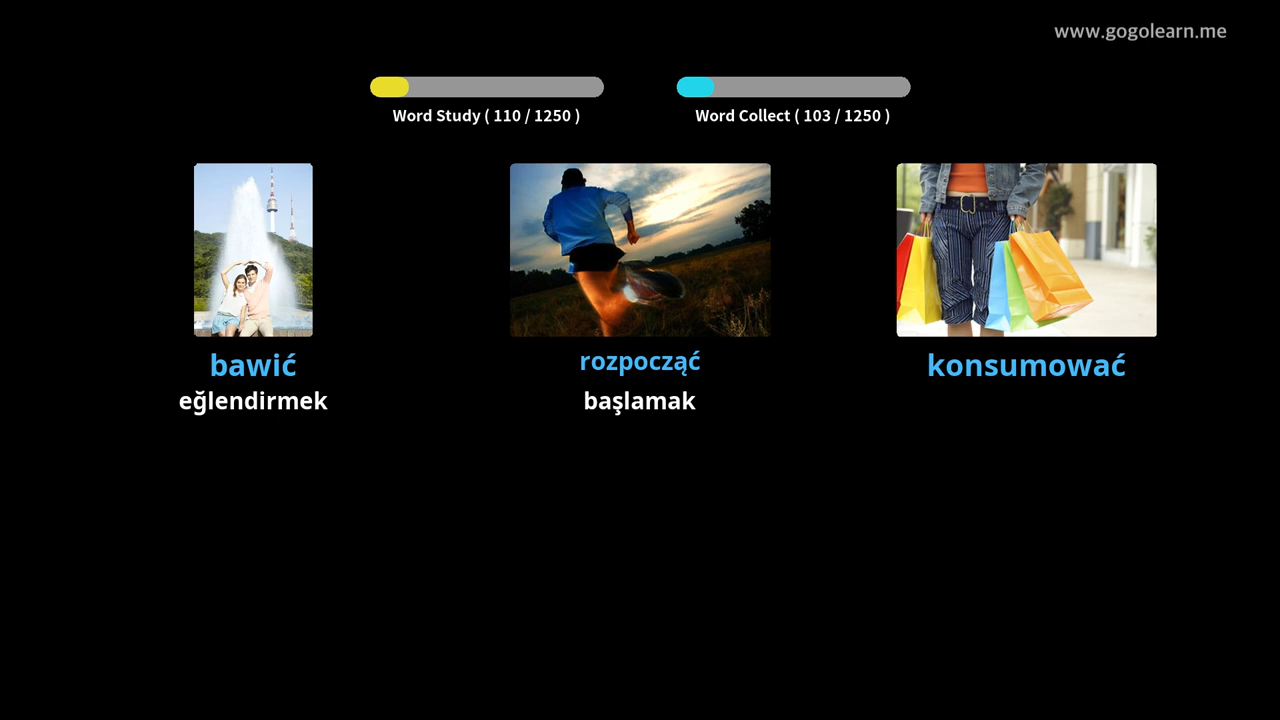 www.gogolearn.me
Word Study ( 110 / 1250 )
Word Collect ( 103 / 1250 )
bawić
rozpocząć
konsumować
eğlendirmek
başlamak